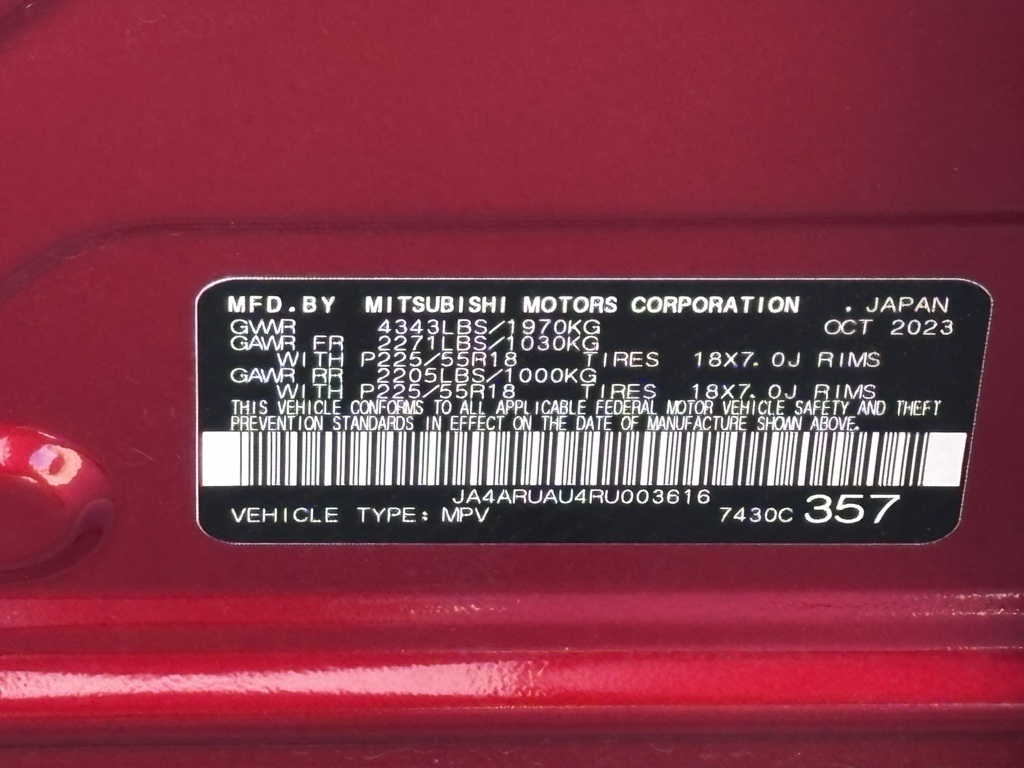 MFD.BY MITSUBISHI MOTORS CORPORATION . JAPAN
GVWR 4343LBS/1970KG OCT 2023
GAWR FR 2271LBS/1030KG
WITH P225/55R18 TIRES 18X7.0J RIMS
GAWR RR 2205LBS/1000KG
WITH P225/55R18 TIRES 18X7.0J RIMS
THIS VEHICLE CONFORMS TO ALL APPLICABLE FEDERAL MOTOR VEHICLE SAFETY AND THEFT
PREVENTION STANDARDS IN EFFECT ON THE DATE OF MANUFACTURE SHOWN ABOVE.
JA4ARUAU4RU003616
VEHICLE TYPE: MPV 7430C 357